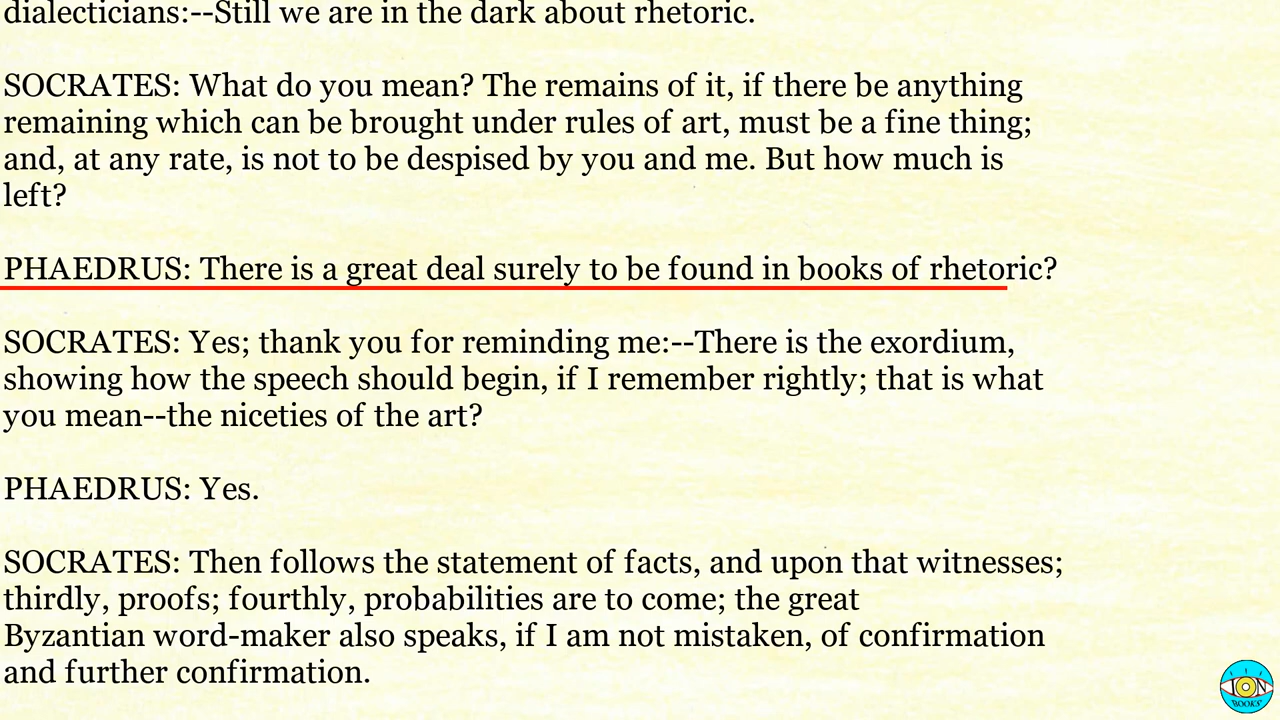 dialecticians:--Still we are in the dark about rhetoric.
SOCRATES: What do you mean? The remains of it, if there be anything
remaining which can be brought under rules of art, must be a fine thing;
and, at any rate, is not to be despised by you and me. But how much is
left?
PHAEDRUS: There is a great deal surely to be found in books of rhetoric?
SOCRATES: Yes; thank you for reminding me:--There is the exordium,
showing how the speech should begin, if I remember rightly; that is what
you mean--the niceties of the art?
PHAEDRUS: Yes.
SOCRATES: Then follows the statement of facts, and upon that witnesses;
thirdly, proofs; fourthly, probabilities are to come; the great
Byzantian word-maker also speaks, if I am not mistaken, of confirmation
and further confirmation.
ION
BOOKS